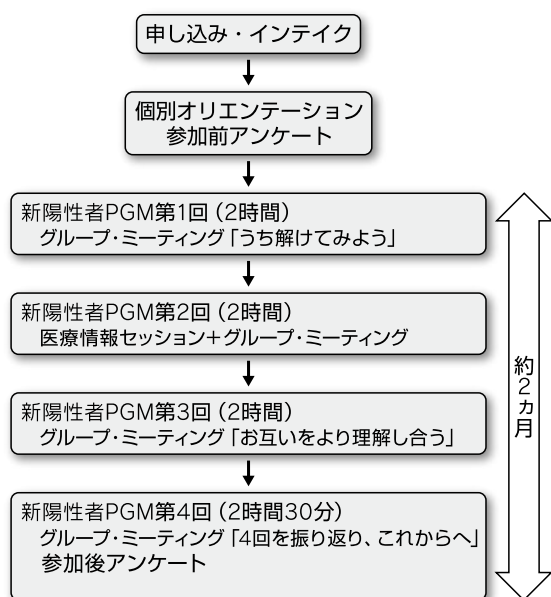 申し込み・インテイク
個別オリエンテーション
参加前アンケート
新陽性者PGM第1回（2時間）
グループ・ミーティング「うち解けてみよう」
新陽性者PGM第2回（2時間）
医療情報セッション＋グループ・ミーティング
新陽性者PGM第3回（2時間）
グループ・ミーティング「お互いをより理解し合う」
新陽性者PGM第4回（2時間30分）
グループ・ミーティング「4回を振り返り、これからへ」
参加後アンケート
約2ヵ月